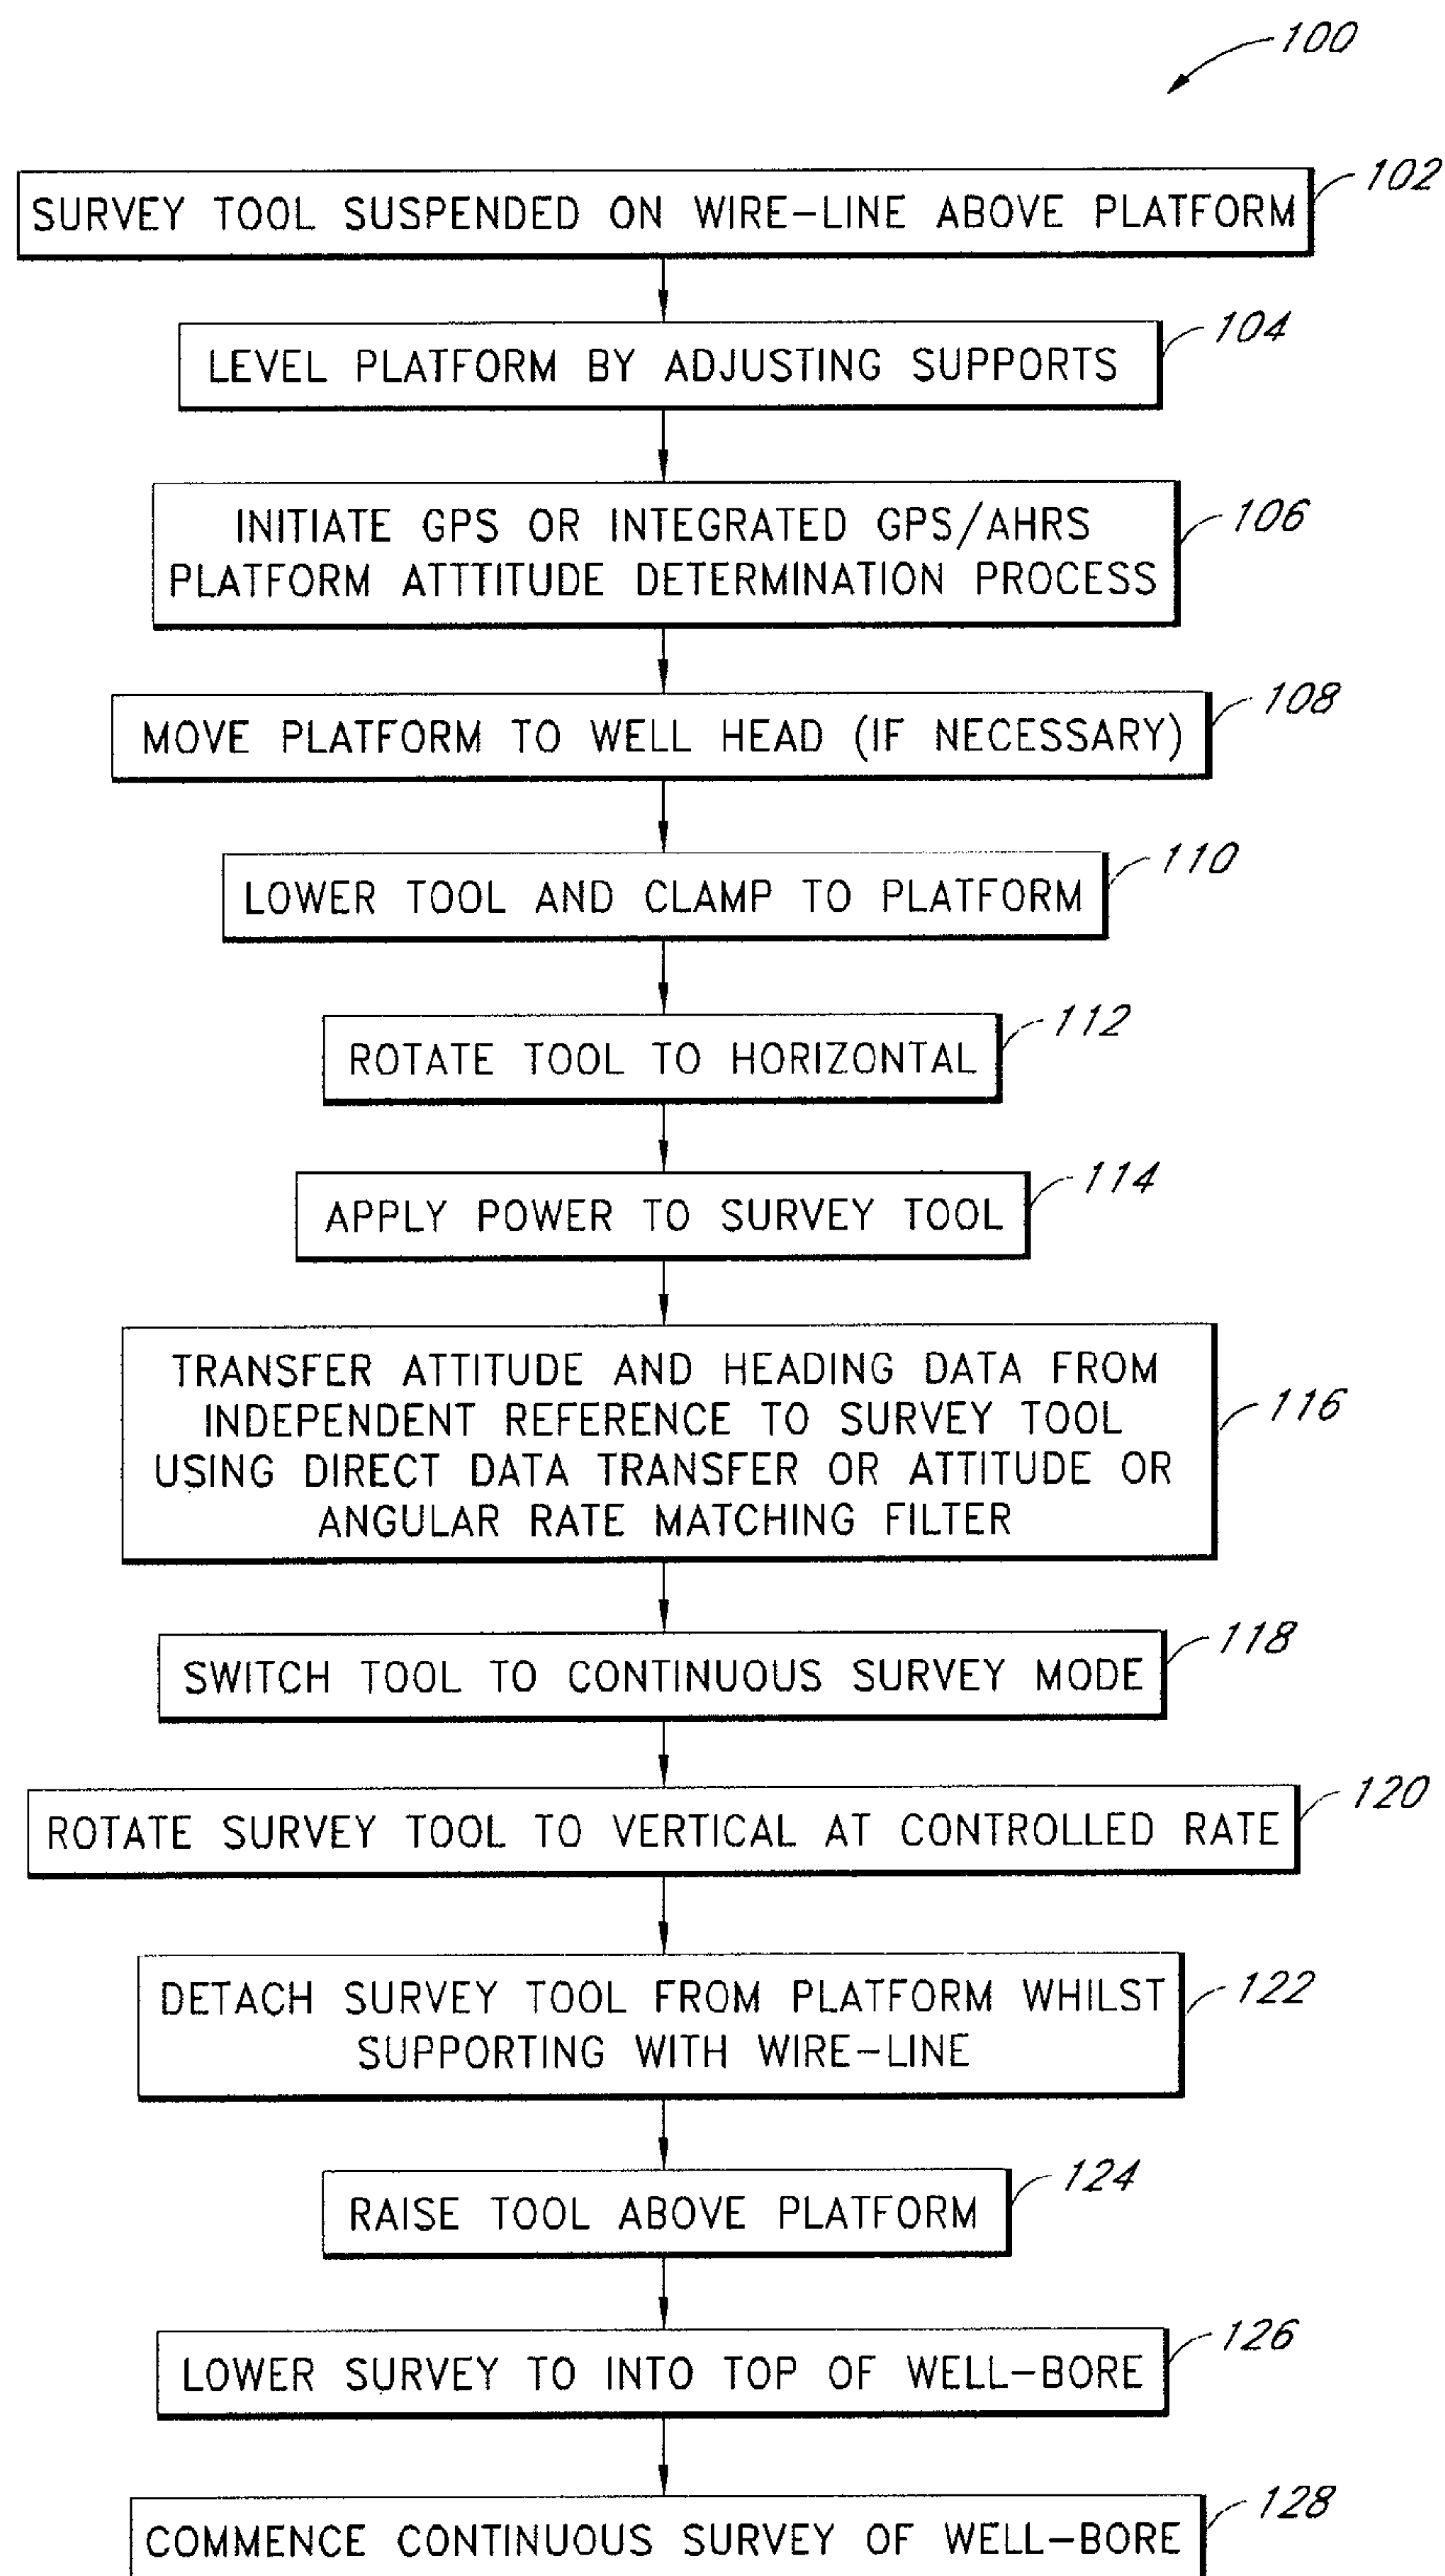 100
SURVEY TOOL SUSPENDED ON WIRE-LINE ABOVE PLATFORM
102
LEVEL PLATFORM BY ADJUSTING SUPPORTS
104
INITIATE GPS OR INTEGRATED GPS/AHRS
PLATFORM ATTTITUDE DETERMINATION PROCESS
106
MOVE PLATFORM TO WELL HEAD (IF NECESSARY)
108
LOWER TOOL AND CLAMP TO PLATFORM
110
ROTATE TOOL TO HORIZONTAL
112
APPLY POWER TO SURVEY TOOL
114
TRANSFER ATTITUDE AND HEADING DATA FROM
INDEPENDENT REFERENCE TO SURVEY TOOL
USING DIRECT DATA TRANSFER OR ATTITUDE OR
ANGULAR RATE MATCHING FILTER
116
SWITCH TOOL TO CONTINUOUS SURVEY MODE
118
ROTATE SURVEY TOOL TO VERTICAL AT CONTROLLED RATE
120
DETACH SURVEY TOOL FROM PLATFORM WHILST
SUPPORTING WITH WIRE-LINE
122
RAISE TOOL ABOVE PLATFORM
124
LOWER SURVEY TO INTO TOP OF WELL-BORE
126
COMMENCE CONTINUOUS SURVEY OF WELL-BORE
128